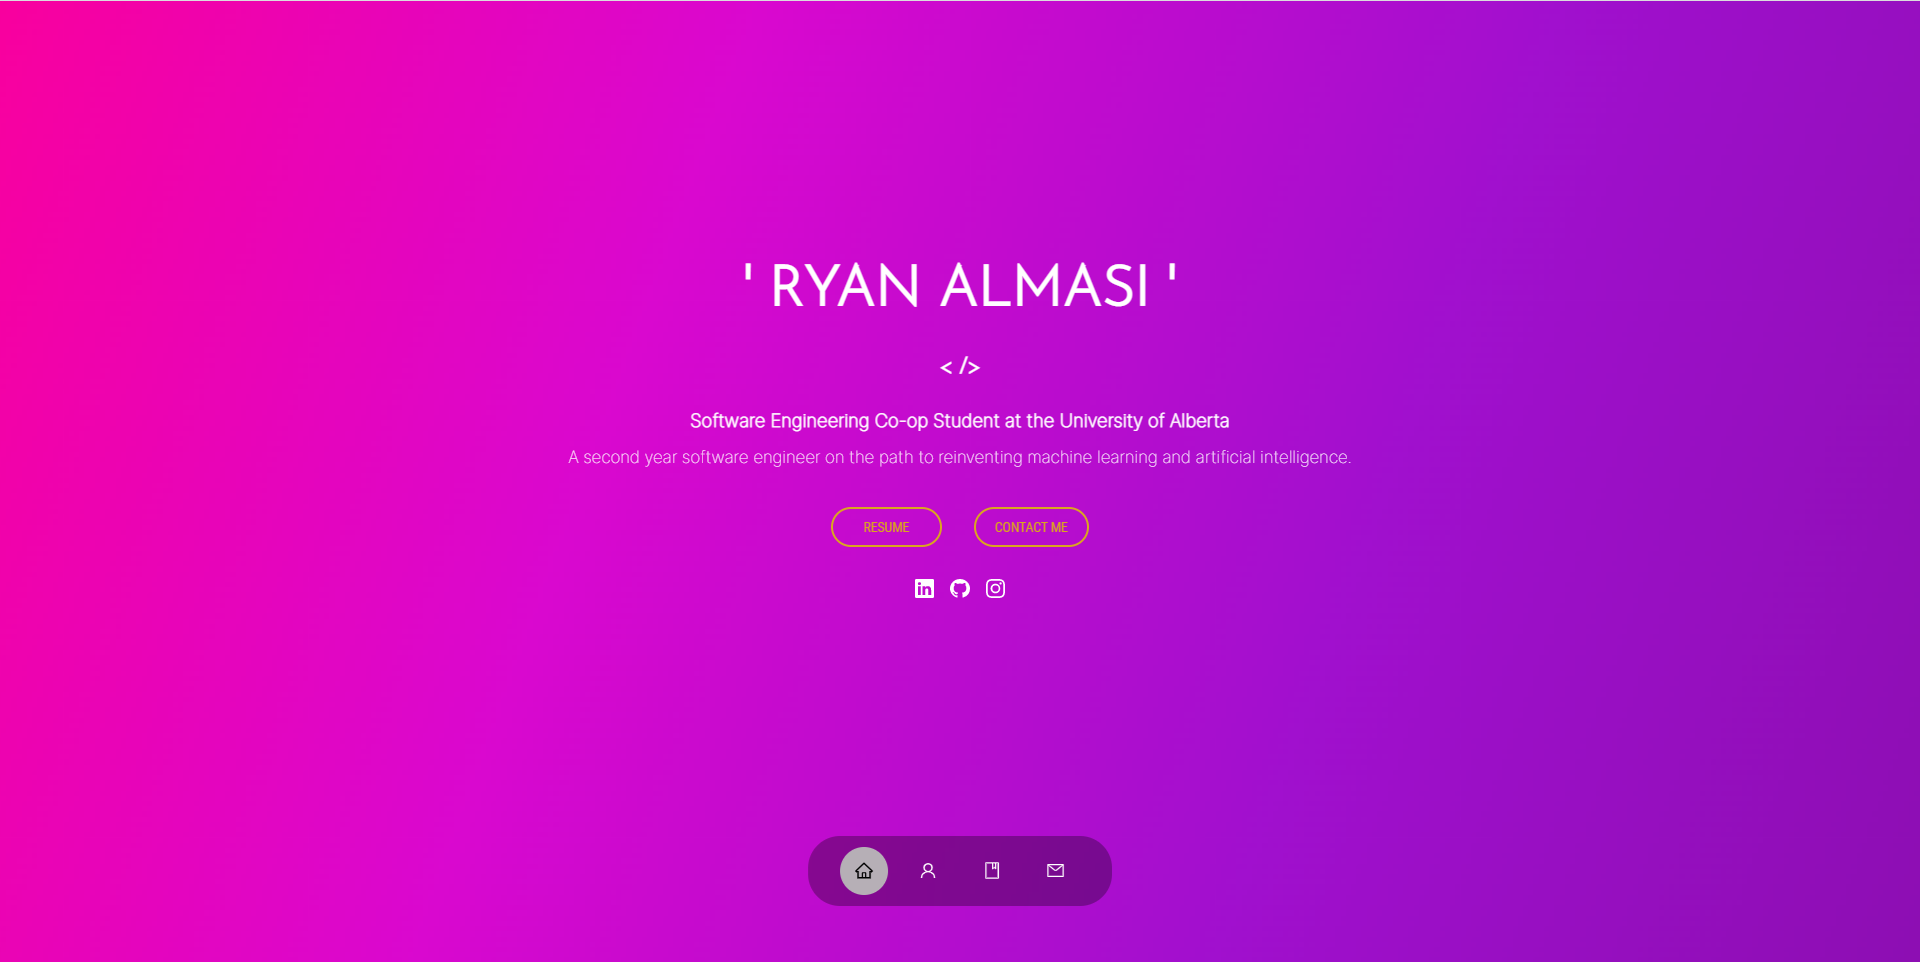 ' RYAN ALMASI '
< />
Software Engineering Co-op Student at the University of Alberta
A second year software engineer on the path to reinventing machine learning and artificial intelligence.
RESUME CONTACT ME